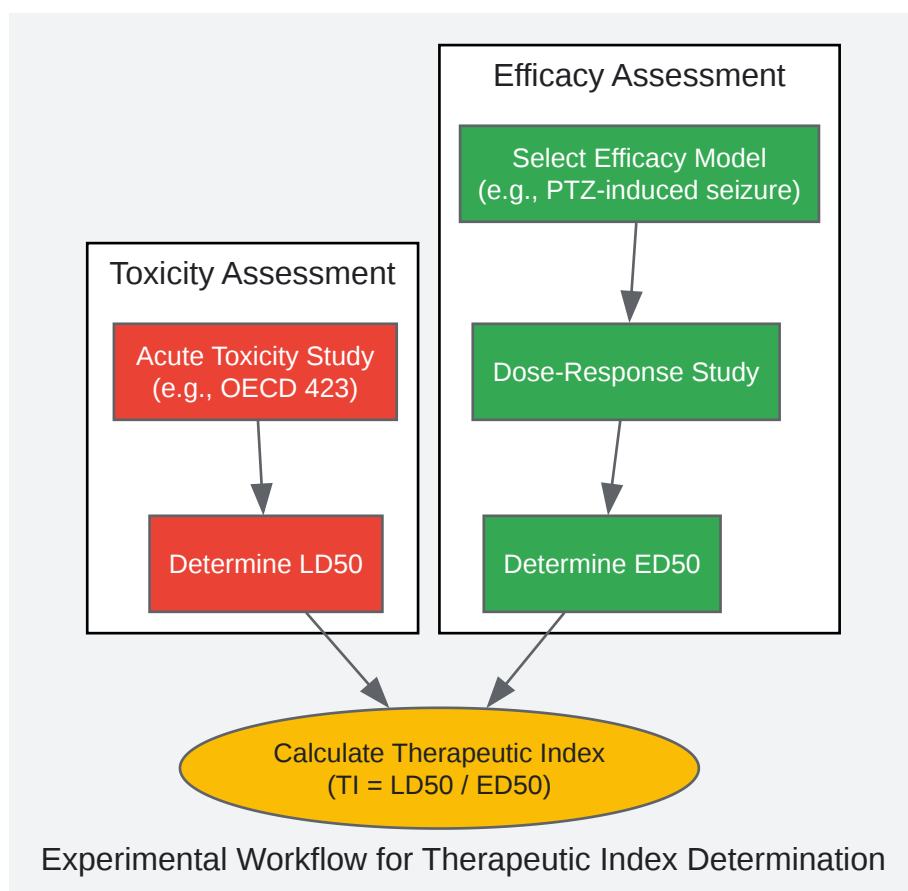 Efficacy Assessment
Select Efficacy Model
(e.g., PTZ-induced seizure)
Dose-Response Study
Determine ED50
Toxicity Assessment
Acute Toxicity Study
(e.g., OECD 423)
Determine LD50
Calculate Therapeutic Index
(TI = LD50 / ED50)
Experimental Workflow for Therapeutic Index Determination